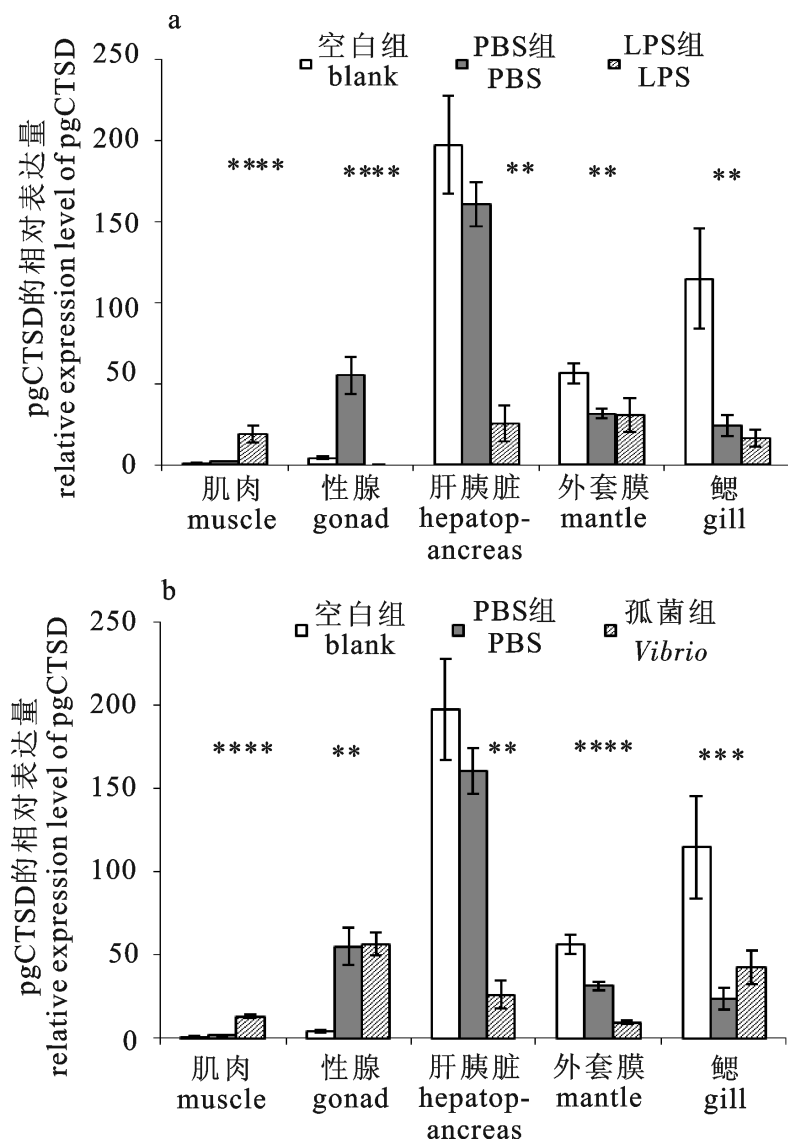 a
空白组 PBS组 LPS组
blank PBS LPS
pgCTSD的相对表达量
relative expression level of pgCTSD
250
200
150
100
50
0
**** **** ** ** **
肌肉 性腺 肝胰脏 外套膜 鳃
muscle gonad hepatop- mantle gill
ancreas
b
空白组 PBS组 孤菌组
blank PBS Vibrio
pgCTSD的相对表达量
relative expression level of pgCTSD
250
200
150
100
50
0
**** ** ** **** ***
肌肉 性腺 肝胰脏 外套膜 鳃
muscle gonad hepatop- mantle gill
ancreas